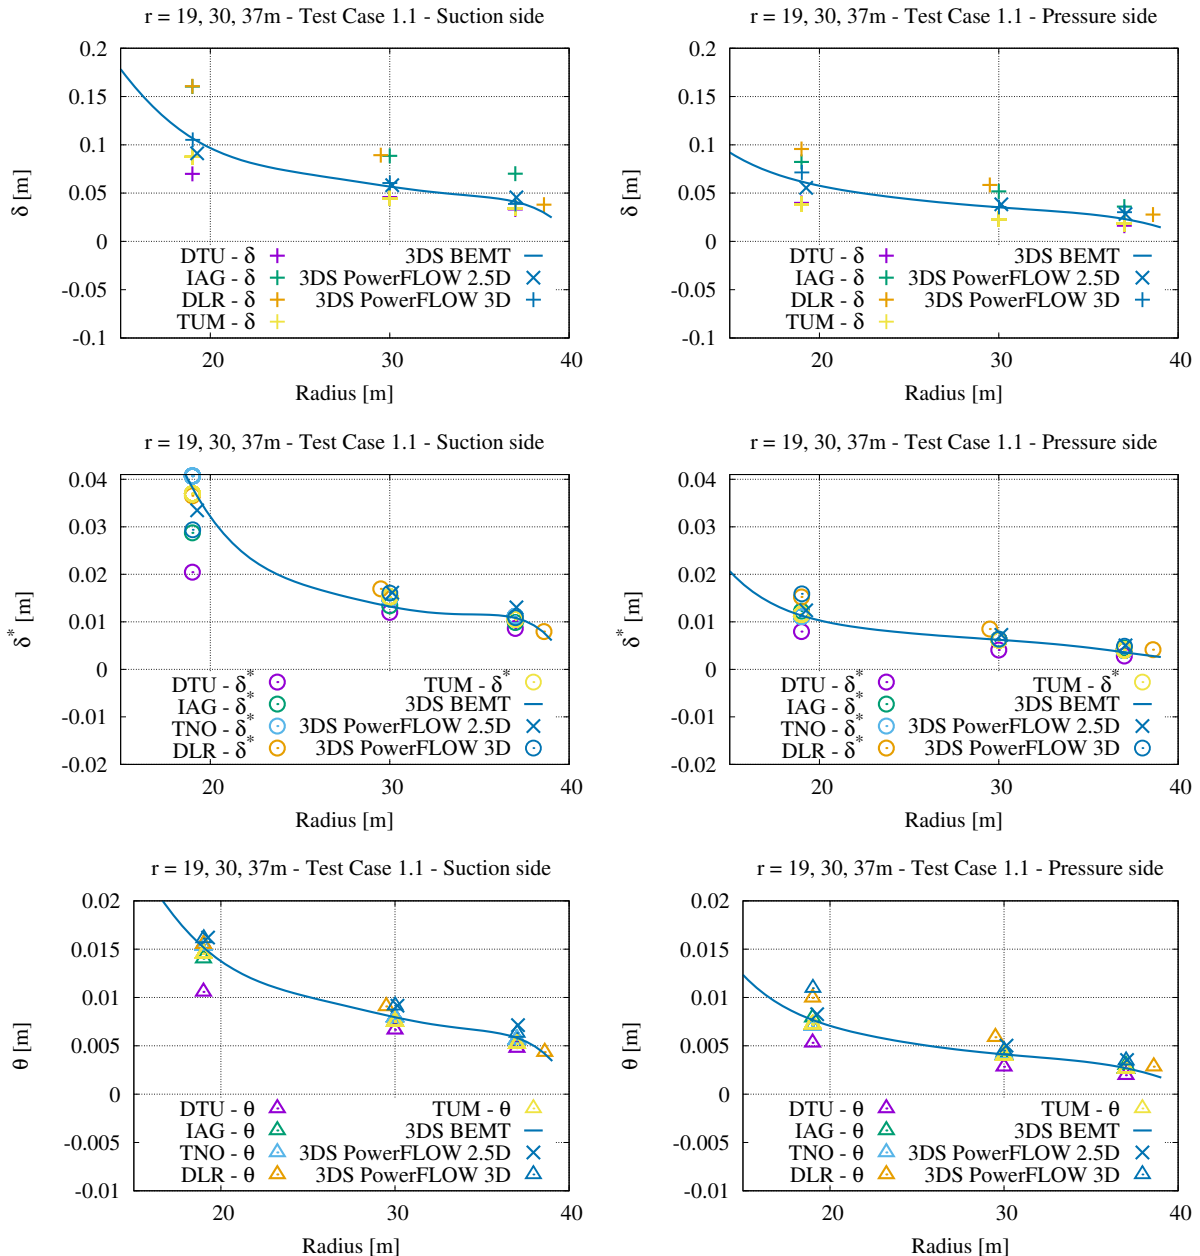 r = 19, 30, 37m - Test Case 1.1 - Suction side
0.2
0.15
0.1
0.05
0
-0.05
-0.1
δ [m]
DTU - δ
IAG - δ
DLR - δ
TUM - δ
3DS BEMT
3DS PowerFLOW 2.5D
3DS PowerFLOW 3D
20 30 40
Radius [m]
r = 19, 30, 37m - Test Case 1.1 - Pressure side
0.2
0.15
0.1
0.05
0
-0.05
-0.1
δ [m]
DTU - δ
IAG - δ
DLR - δ
TUM - δ
3DS BEMT
3DS PowerFLOW 2.5D
3DS PowerFLOW 3D
20 30 40
Radius [m]
r = 19, 30, 37m - Test Case 1.1 - Suction side
0.04
0.03
0.02
0.01
0
-0.01
-0.02
δ* [m]
DTU - δ*
IAG - δ*
TNO - δ*
DLR - δ*
TUM - δ*
3DS BEMT
3DS PowerFLOW 2.5D
3DS PowerFLOW 3D
20 30 40
Radius [m]
r = 19, 30, 37m - Test Case 1.1 - Pressure side
0.04
0.03
0.02
0.01
0
-0.01
-0.02
δ* [m]
DTU - δ*
IAG - δ*
TNO - δ*
DLR - δ*
TUM - δ*
3DS BEMT
3DS PowerFLOW 2.5D
3DS PowerFLOW 3D
20 30 40
Radius [m]
r = 19, 30, 37m - Test Case 1.1 - Suction side
0.02
0.015
0.01
0.005
0
-0.005
-0.01
θ [m]
DTU - θ
IAG - θ
TNO - θ
DLR - θ
TUM - θ
3DS BEMT
3DS PowerFLOW 2.5D
3DS PowerFLOW 3D
20 30 40
Radius [m]
r = 19, 30, 37m - Test Case 1.1 - Pressure side
0.02
0.015
0.01
0.005
0
-0.005
-0.01
θ [m]
DTU - θ
IAG - θ
TNO - θ
DLR - θ
TUM - θ
3DS BEMT
3DS PowerFLOW 2.5D
3DS PowerFLOW 3D
20 30 40
Radius [m]